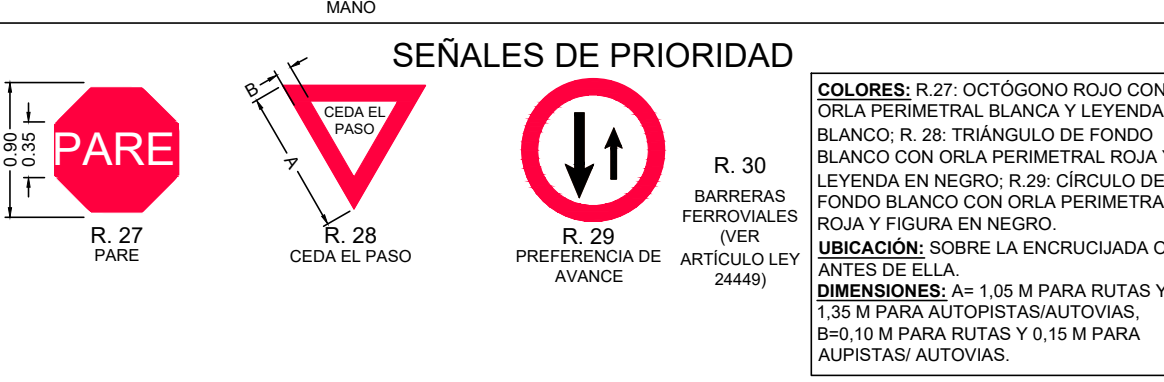 MANO
SEÑALES DE PRIORIDAD
0.90
0.35
PARE
R. 27
PARE
B
A
CEDA EL
PASO
R. 28
CEDA EL PASO
R. 29
PREFERENCIA DE
AVANCE
R. 30
BARRERAS
FERROVIALES
(VER
ARTÍCULO LEY
24449)
COLORES: R.27: OCTÓGONO ROJO CON
ORLA PERIMETRAL BLANCA Y LEYENDA
BLANCO; R. 28: TRIÁNGULO DE FONDO
BLANCO CON ORLA PERIMETRAL ROJA Y
LEYENDA EN NEGRO; R.29: CÍRCULO DE
FONDO BLANCO CON ORLA PERIMETRA
ROJA Y FIGURA EN NEGRO.
UBICACIÓN: SOBRE LA ENCRUCIJADA O
ANTES DE ELLA.
DIMENSIONES: A= 1,05 M PARA RUTAS Y
1,35 M PARA AUTOPISTAS/AUTOVIAS,
B=0,10 M PARA RUTAS Y 0,15 M PARA
AUPISTAS/ AUTOVIAS.